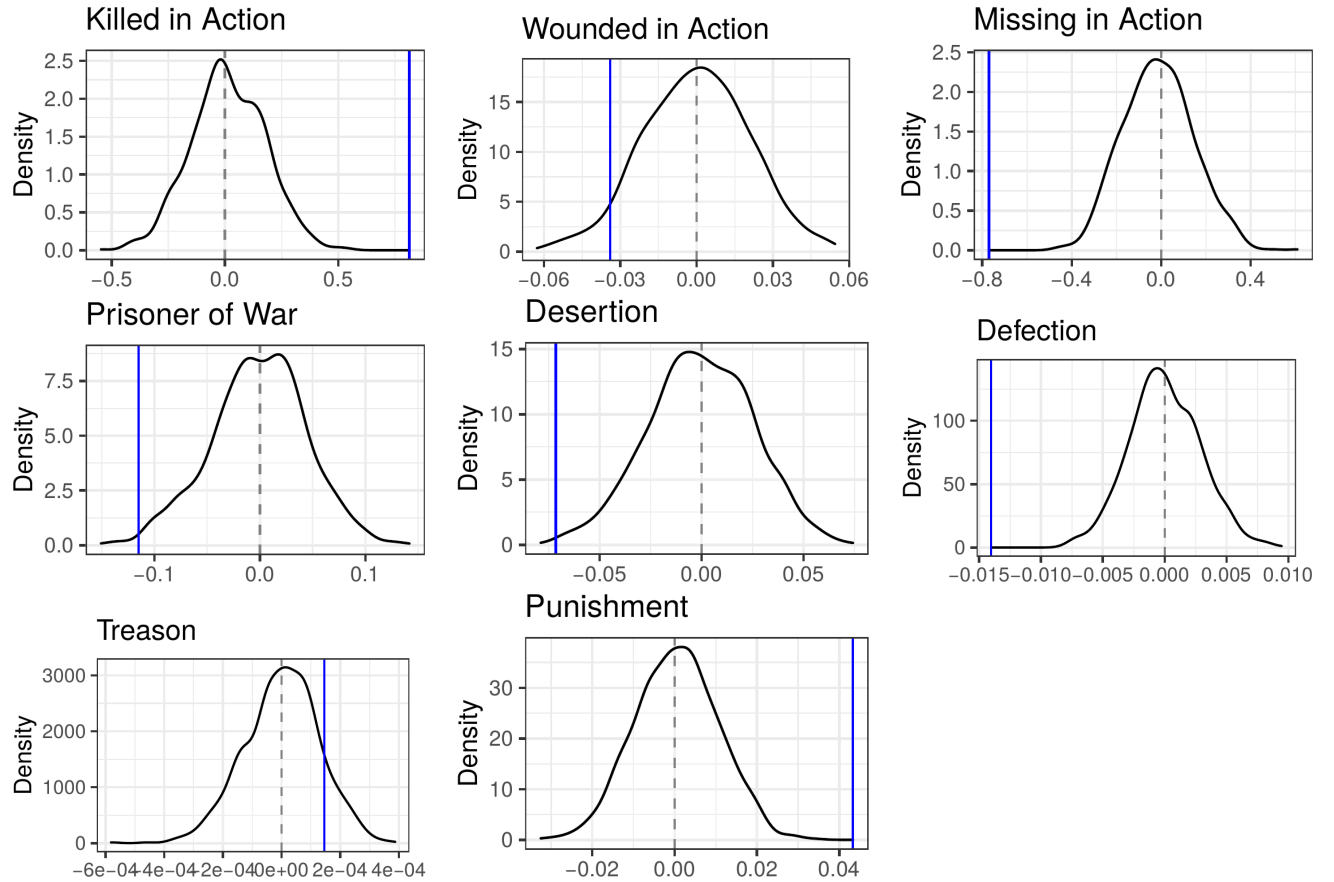 Killed in Action
Density
2.5
2.0
1.5
1.0
0.5
0.0
−0.5 0.0 0.5
Wounded in Action
Density
15
10
5
0
−0.06 −0.03 0.00 0.03 0.06
Missing in Action
Density
2.5
2.0
1.5
1.0
0.5
0.0
−0.8 −0.4 0.0 0.4
Prisoner of War
Density
7.5
5.0
2.5
0.0
−0.1 0.0 0.1
Desertion
Density
15
10
5
0
−0.05 0.00 0.05
Defection
Density
100
50
0
−0.015 −0.010 −0.005 0.000 0.005 0.010
Treason
Density
3000
2000
1000
0
−6e−04 −4e−04 −2e−04 0e+00 2e−04 4e−04
Punishment
Density
30
20
10
0
−0.02 0.00 0.02 0.04